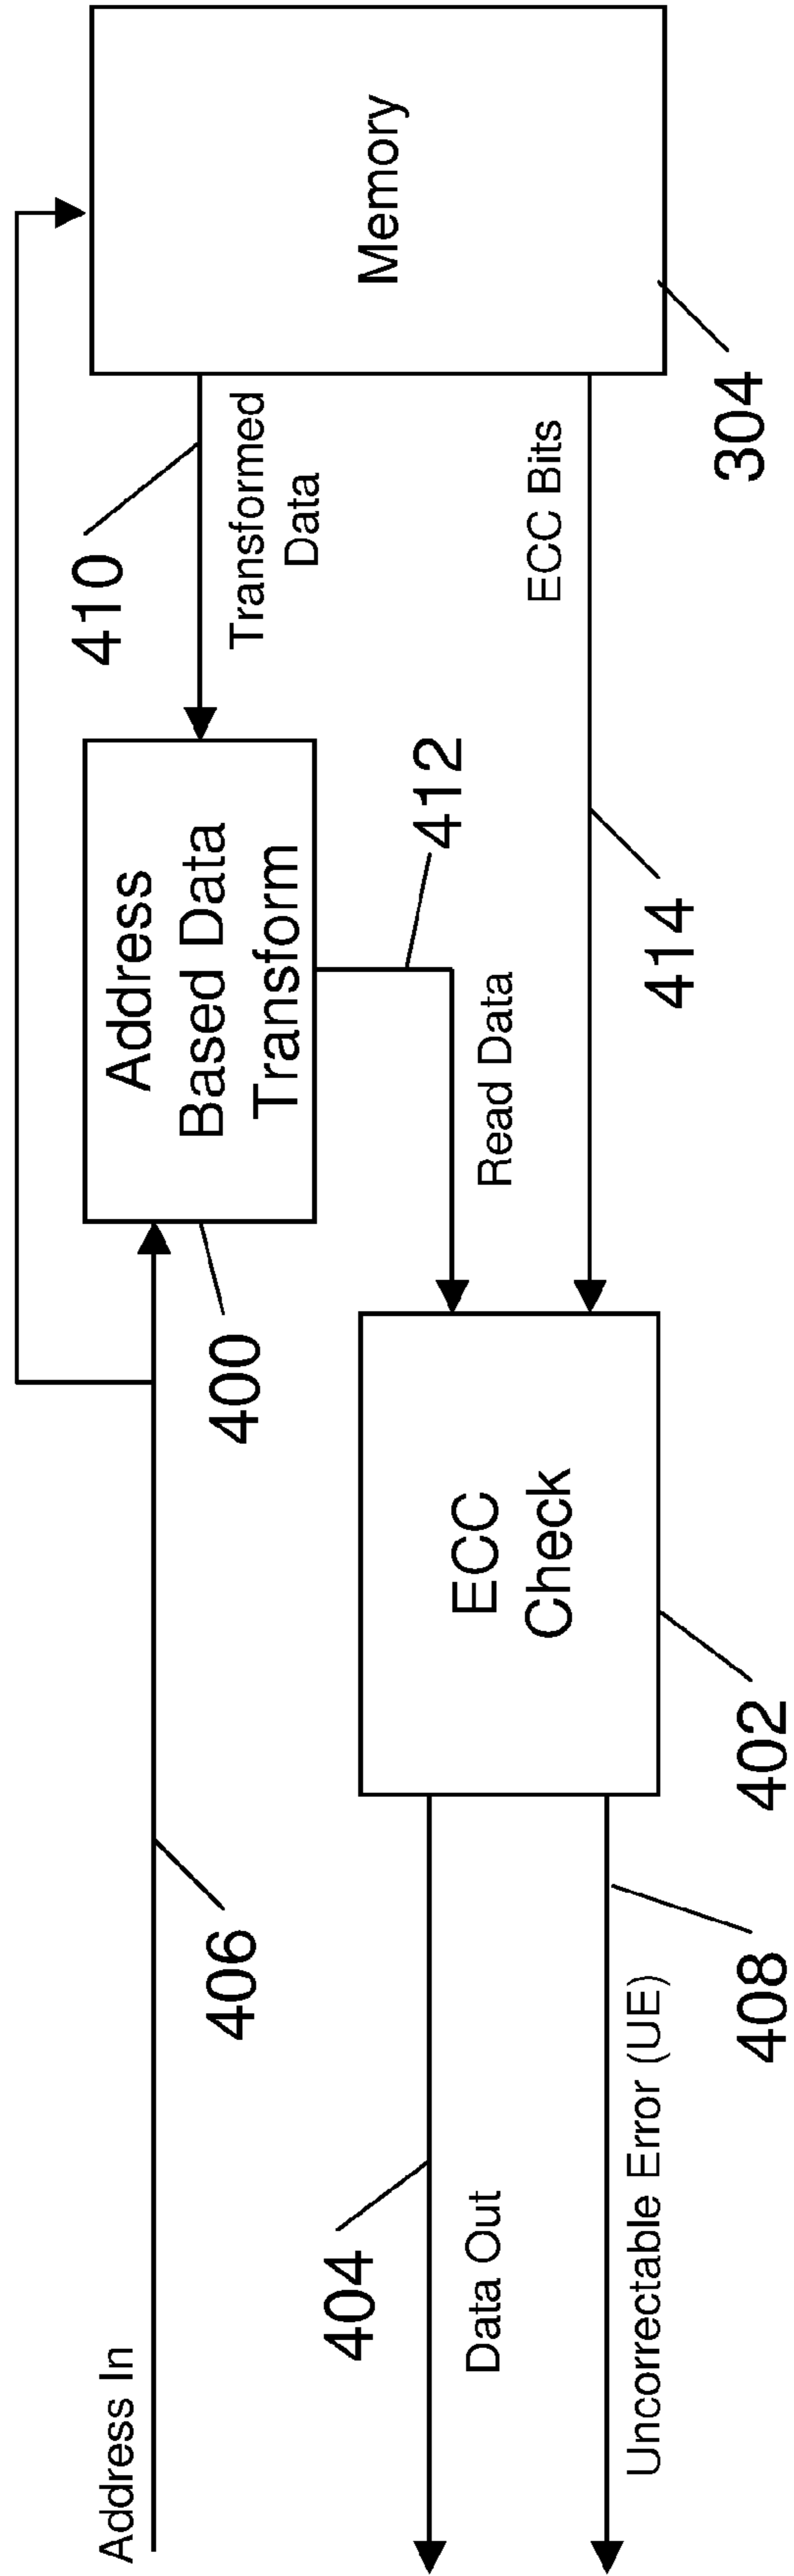 Address In
406
400
Address
Based Data
Transform
410
Transformed
Data
Memory
304
412
Read Data
ECC Bits
414
ECC
Check
402
404
Data Out
Uncorrectable Error (UE)
408